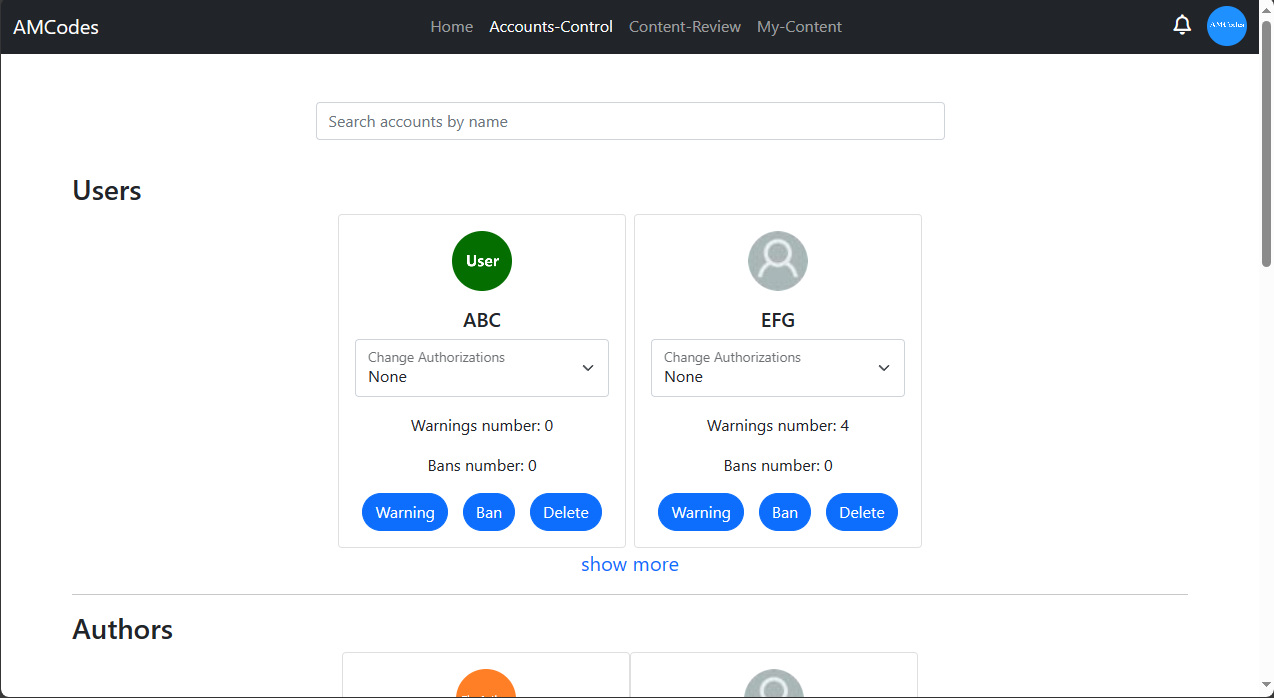 AMCodes
Home Accounts-Control Content-Review My-Content
AMCodes
Search accounts by name
Users
User
ABC
Change Authorizations
None
Warnings number: 0
Bans number: 0
Warning Ban Delete
EFG
Change Authorizations
None
Warnings number: 4
Bans number: 0
Warning Ban Delete
show more
Authors